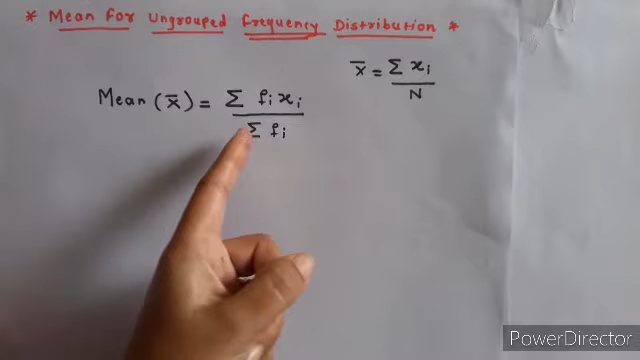 * Mean for Ungrouped Frequency Distribution *
x̄ = Σ xᵢ / N
Mean (x̄) = Σ fᵢ xᵢ / Σ fᵢ
PowerDirector